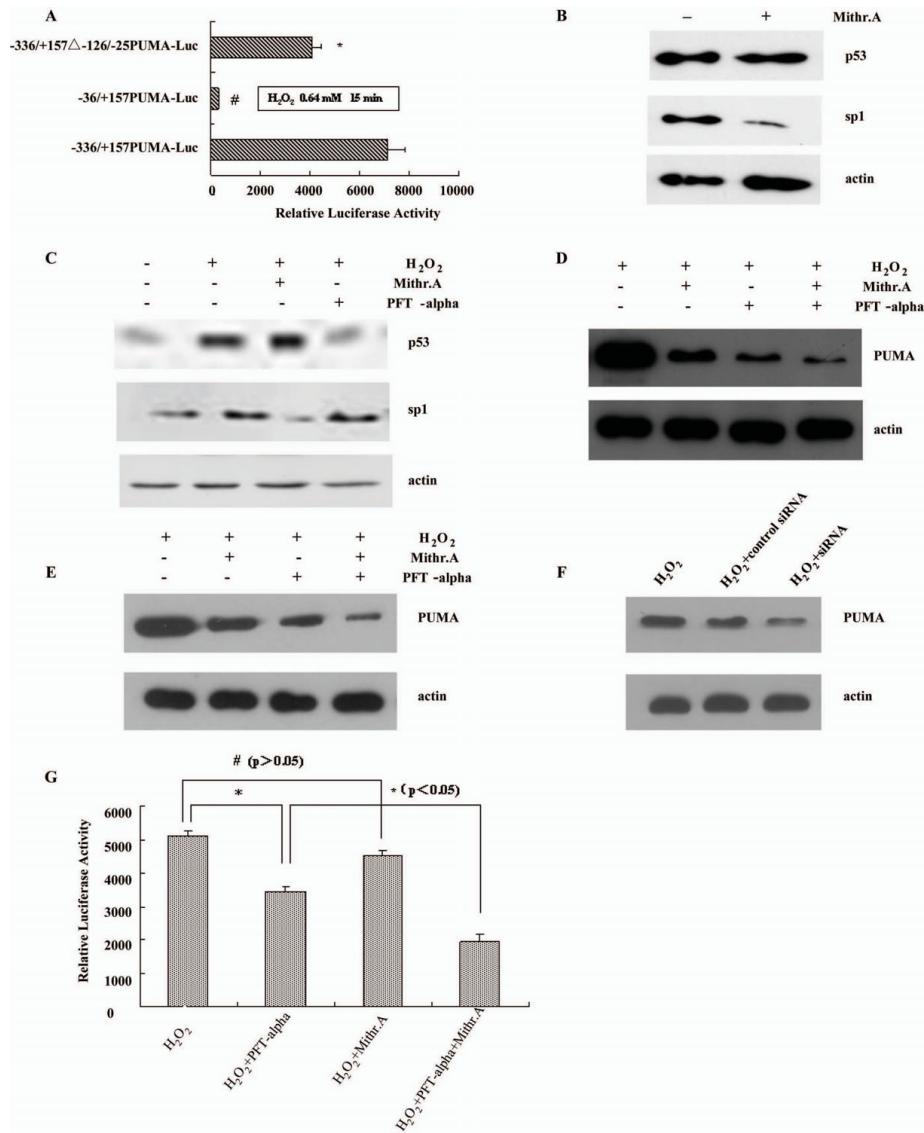 A
-336/+157△-126/-25PUMA-Luc
*
-36/+157PUMA-Luc
#
H2O2 0.64 mM 15 min
-336/+157PUMA-Luc
0 2000 4000 6000 8000 10000
Relative Luciferase Activity
B
– + Mithr.A
p53
sp1
actin
C
- + + + H2O2
- - + - Mithr.A
- - - + PFT -alpha
p53
sp1
actin
D
+ + + + H2O2
- + - + Mithr.A
- - + + PFT -alpha
PUMA
actin
E
+ + + + H2O2
- + - + Mithr.A
- - + + PFT -alpha
PUMA
actin
F
H2O2
H2O2+control siRNA
H2O2+siRNA
PUMA
actin
G
# (p>0.05)
*
* (p<0.05)
Relative Luciferase Activity
6000
5000
4000
3000
2000
1000
0
H2O2
H2O2+PFT-alpha
H2O2+Mithr.A
H2O2+PFT-alpha+Mithr.A